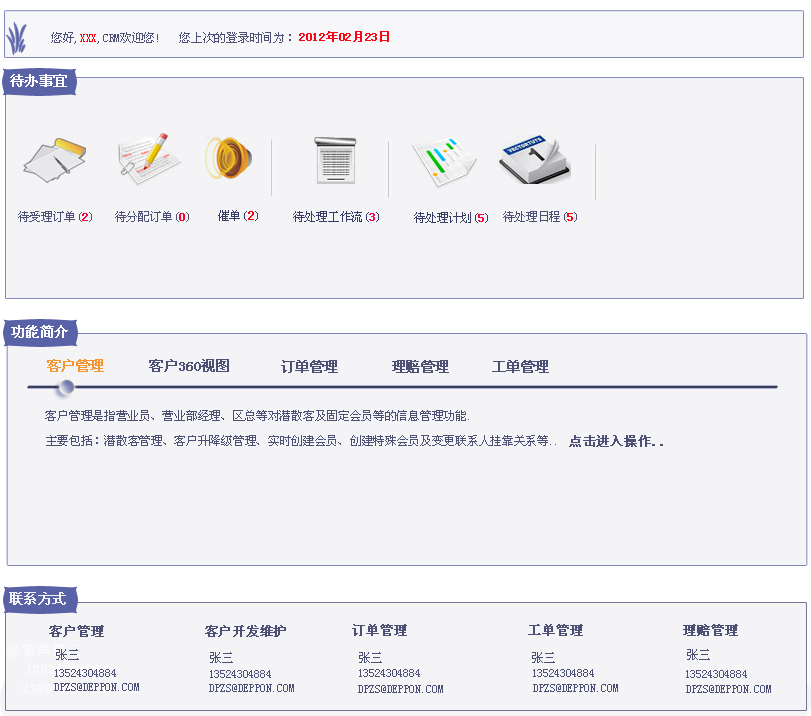 您好,XXX,CRM欢迎您! 您上次的登录时间为：2012年02月23日
待办事宜
VECTORTUTS
1
待受理订单(2) 待分配订单(0) 催单(2) 待处理工作流(3) 待处理计划(5) 待处理日程(5)
功能简介
客户管理 客户360视图 订单管理 理赔管理 工单管理
客户管理是指营业员、营业部经理、区总等对潜散客及固定会员等的信息管理功能.
主要包括：潜散客管理、客户升降级管理、实时创建会员、创建特殊会员及变更联系人挂靠关系等.. 点击进入操作..
联系方式
客户管理 客户开发维护 订单管理 工单管理 理赔管理
张三 张三 张三 张三 张三
13524304884 13524304884 13524304884 13524304884 13524304884
DPZS@DEPPON.COM DPZS@DEPPON.COM DPZS@DEPPON.COM DPZS@DEPPON.COM DPZS@DEPPON.COM